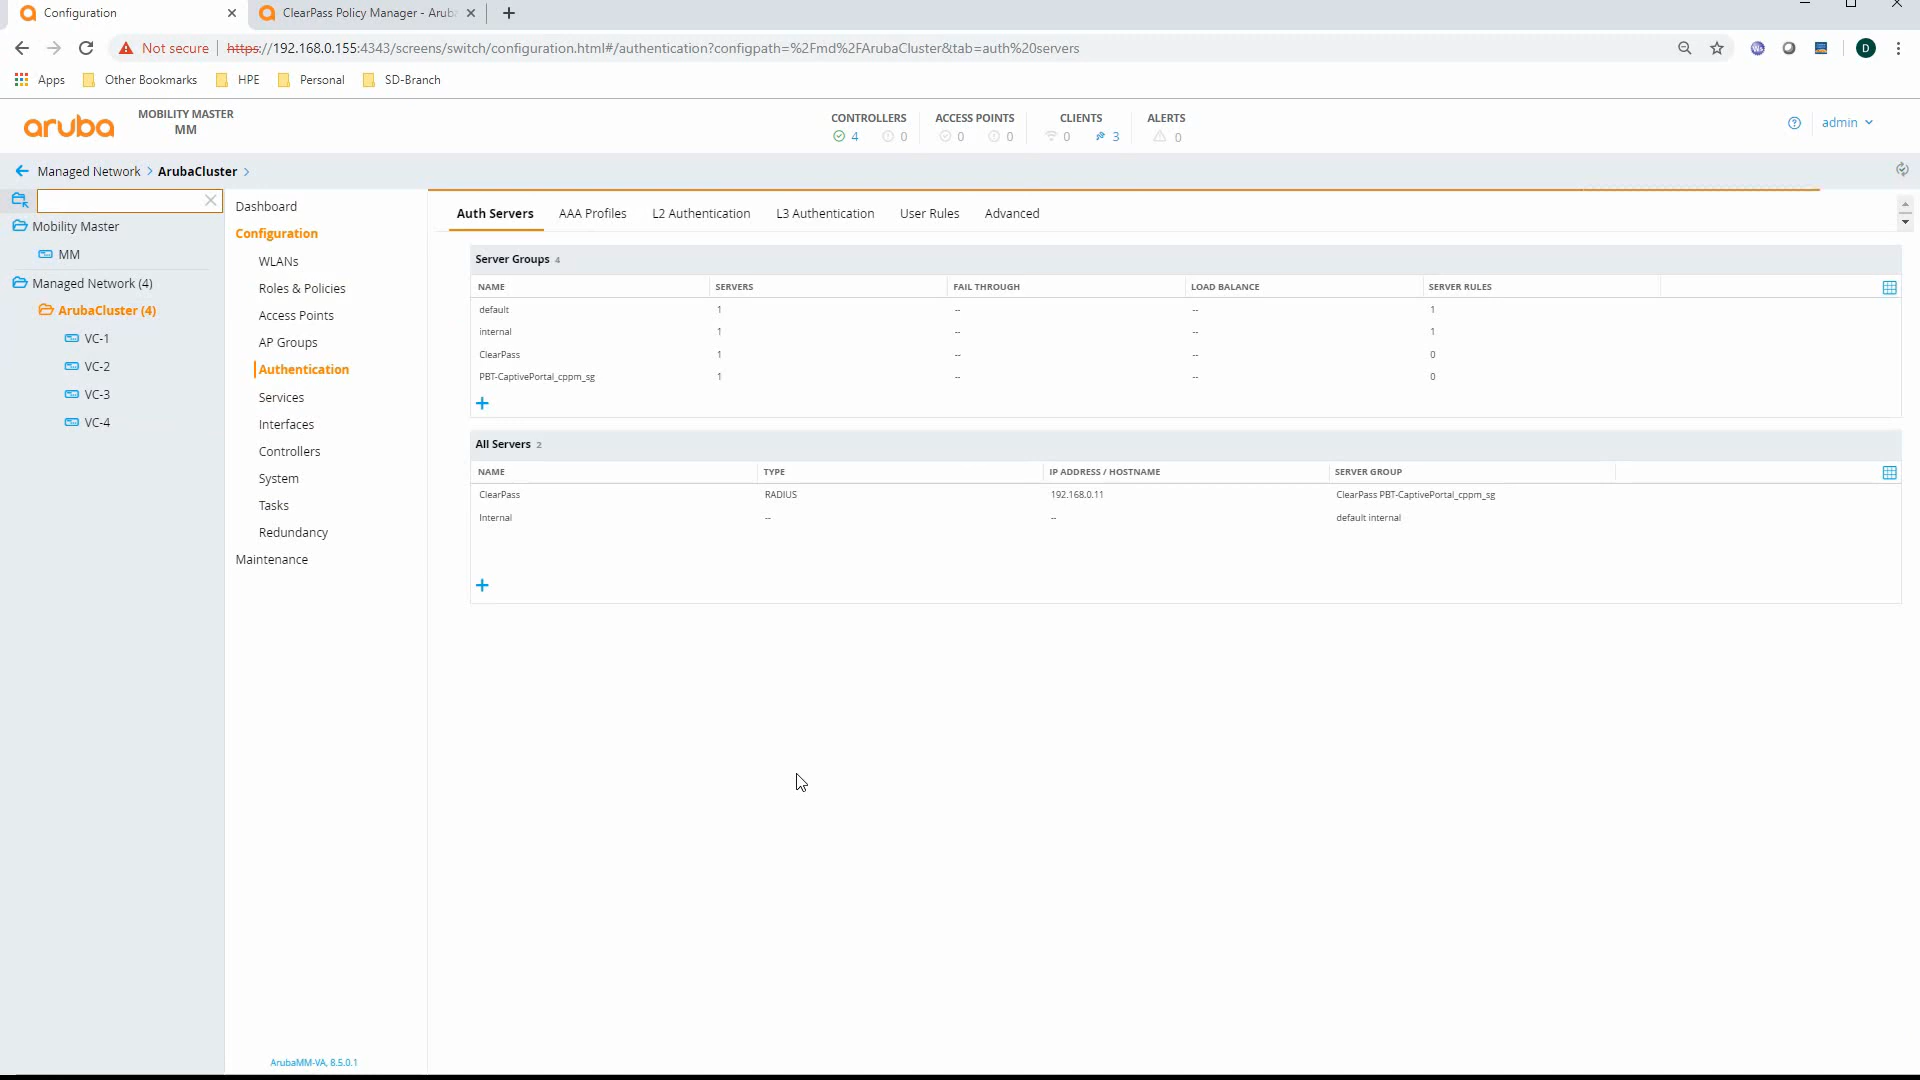 Configuration
ClearPass Policy Manager - Arub
Not secure https://192.168.0.155:4343/screens/switch/configuration.html#/authentication?configpath=%2Fmd%2FArubaCluster&tab=auth%20servers
D
Apps Other Bookmarks HPE Personal SD-Branch
aruba
MOBILITY MASTER
MM
CONTROLLERS ACCESS POINTS CLIENTS ALERTS
4 0 0 0 0 3 0
admin
Managed Network > ArubaCluster >
Mobility Master
MM
Managed Network (4)
ArubaCluster (4)
VC-1
VC-2
VC-3
VC-4
Dashboard
Configuration
WLANs
Roles & Policies
Access Points
AP Groups
Authentication
Services
Interfaces
Controllers
System
Tasks
Redundancy
Maintenance
ArubaMM-VA, 8.5.0.1
Auth Servers AAA Profiles L2 Authentication L3 Authentication User Rules Advanced
Server Groups 4
NAME SERVERS FAIL THROUGH LOAD BALANCE SERVER RULES
default 1 -- -- 1
internal 1 -- -- 1
ClearPass 1 -- -- 0
PBT-CaptivePortal_cppm_sg 1 -- -- 0
+
All Servers 2
NAME TYPE IP ADDRESS / HOSTNAME SERVER GROUP
ClearPass RADIUS 192.168.0.11 ClearPass PBT-CaptivePortal_cppm_sg
Internal -- -- default internal
+